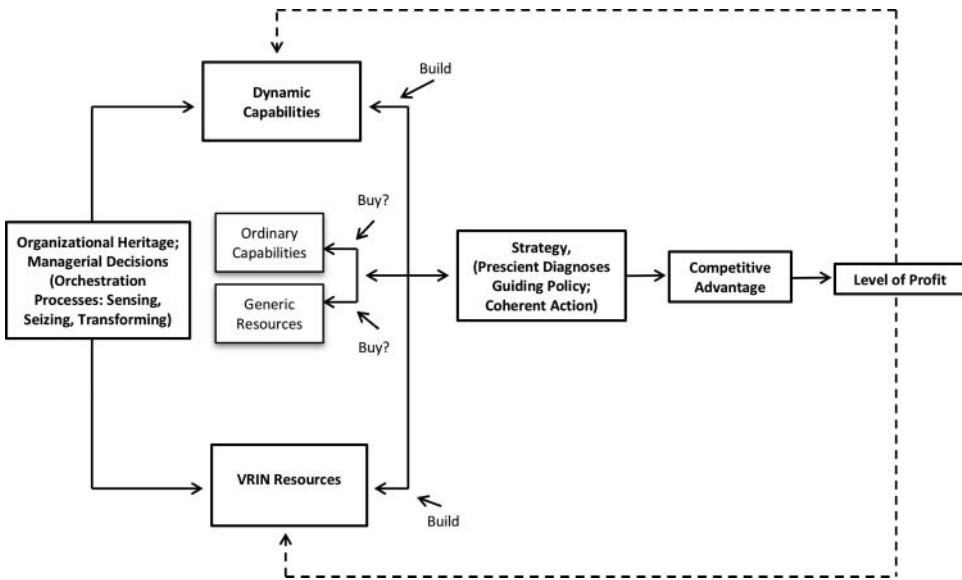 Build
Dynamic
Capabilities
Buy?
Ordinary
Capabilities
Organizational Heritage;
Managerial Decisions
(Orchestration
Processes: Sensing,
Seizing, Transforming)
Generic
Resources
Buy?
Strategy,
(Prescient Diagnoses
Guiding Policy;
Coherent Action)
Competitive
Advantage
Level of Profit
VRIN Resources
Build